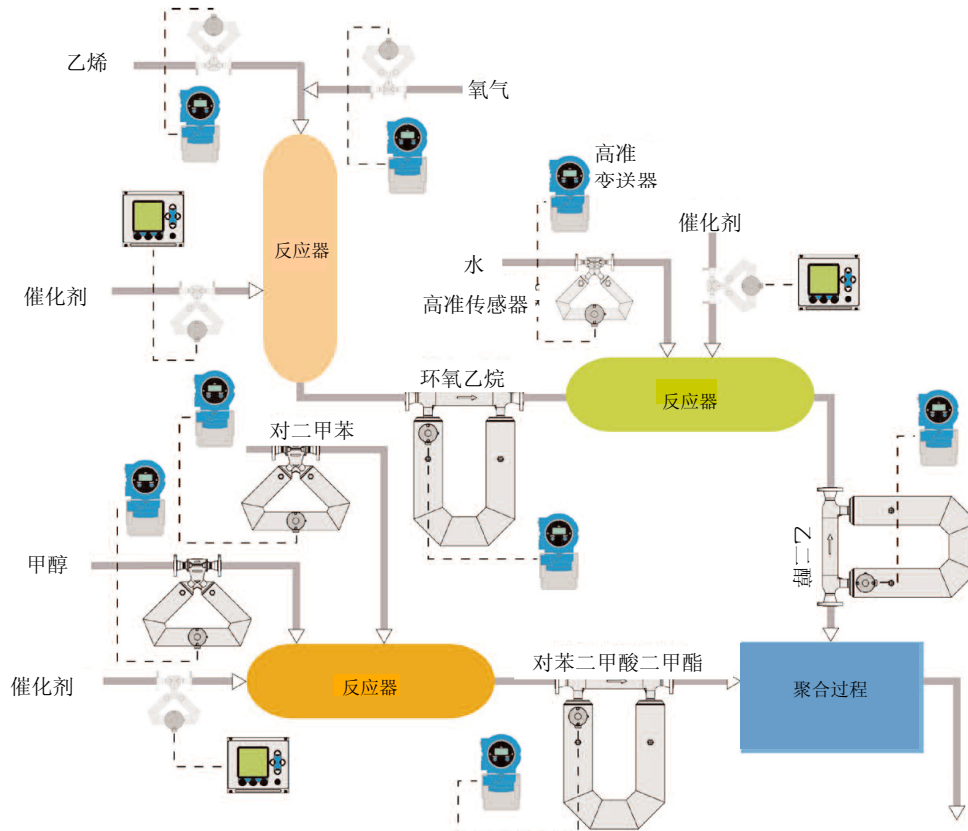 乙烯
氧气
高准
变送器
催化剂
反应器
水
催化剂
高准传感器
环氧乙烷
反应器
对二甲苯
甲醇
乙二醇
对苯二甲酸二甲酯
催化剂
反应器
聚合过程